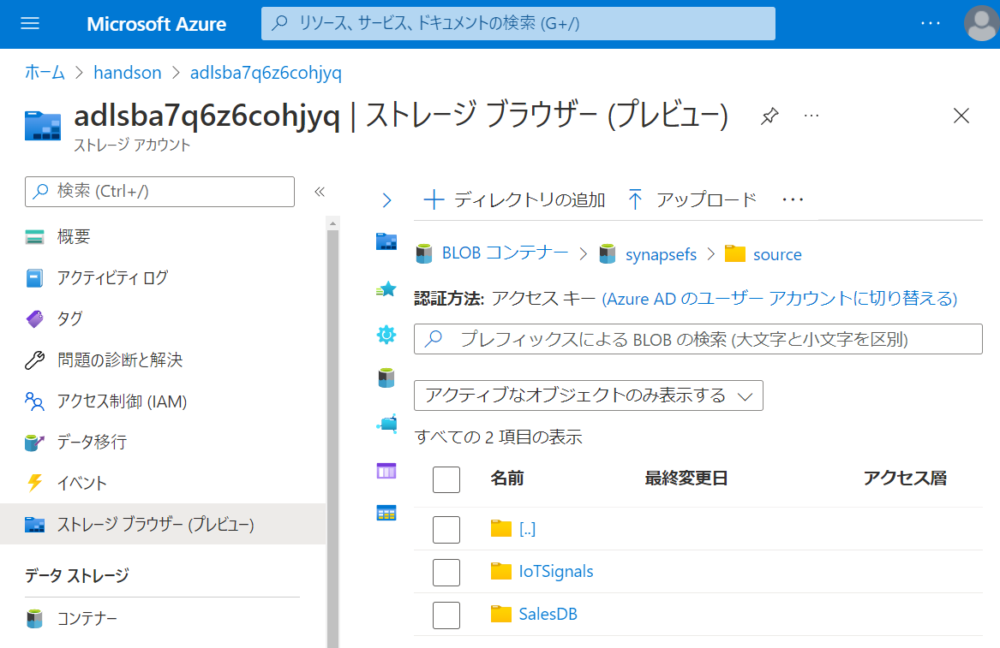 Microsoft Azure
リソース、サービス、ドキュメントの検索 (G+/)
ホーム > handson > adlsba7q6z6cohjyq
adlsba7q6z6cohjyq | ストレージ ブラウザー (プレビュー)
ストレージ アカウント
検索 (Ctrl+/)
概要
アクティビティ ログ
タグ
問題の診断と解決
アクセス制御 (IAM)
データ移行
イベント
ストレージ ブラウザー (プレビュー)
データ ストレージ
コンテナー
ディレクトリの追加 アップロード
BLOB コンテナー > synapsefs > source
認証方法: アクセス キー (Azure AD のユーザー アカウントに切り替える)
プレフィックスによる BLOB の検索 (大文字と小文字を区別)
アクティブなオブジェクトのみ表示する
すべての 2 項目の表示
名前 最終変更日 アクセス層
[..]
IoTSignals
SalesDB